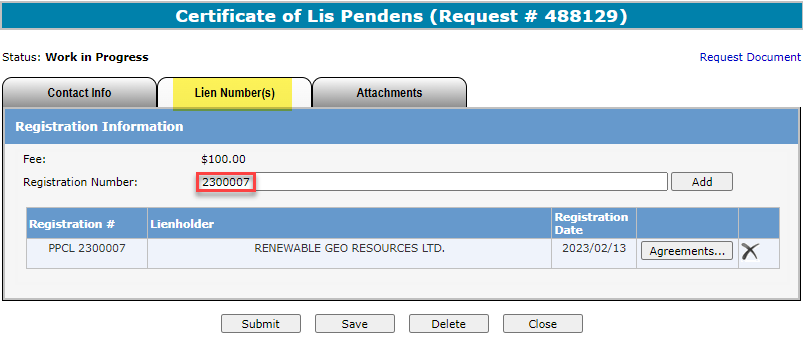 Certificate of Lis Pendens (Request # 488129)
Status: Work in Progress
Request Document
Contact Info
Lien Number(s)
Attachments
Registration Information
Fee:
$100.00
Registration Number:
2300007
Add
Registration #
Lienholder
Registration
Date
PPCL 2300007
RENEWABLE GEO RESOURCES LTD.
2023/02/13
Agreements...
Submit
Save
Delete
Close